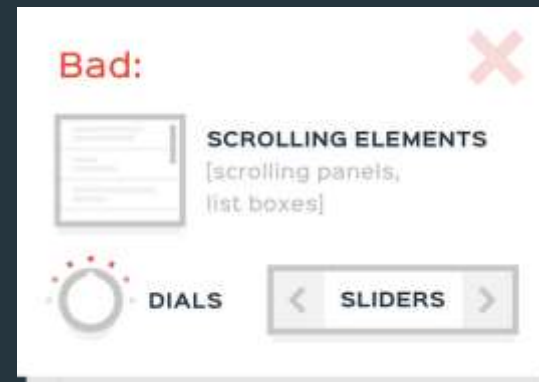 Bad:
SCROLLING ELEMENTS
[scrolling panels,
list boxes]
DIALS
SLIDERS